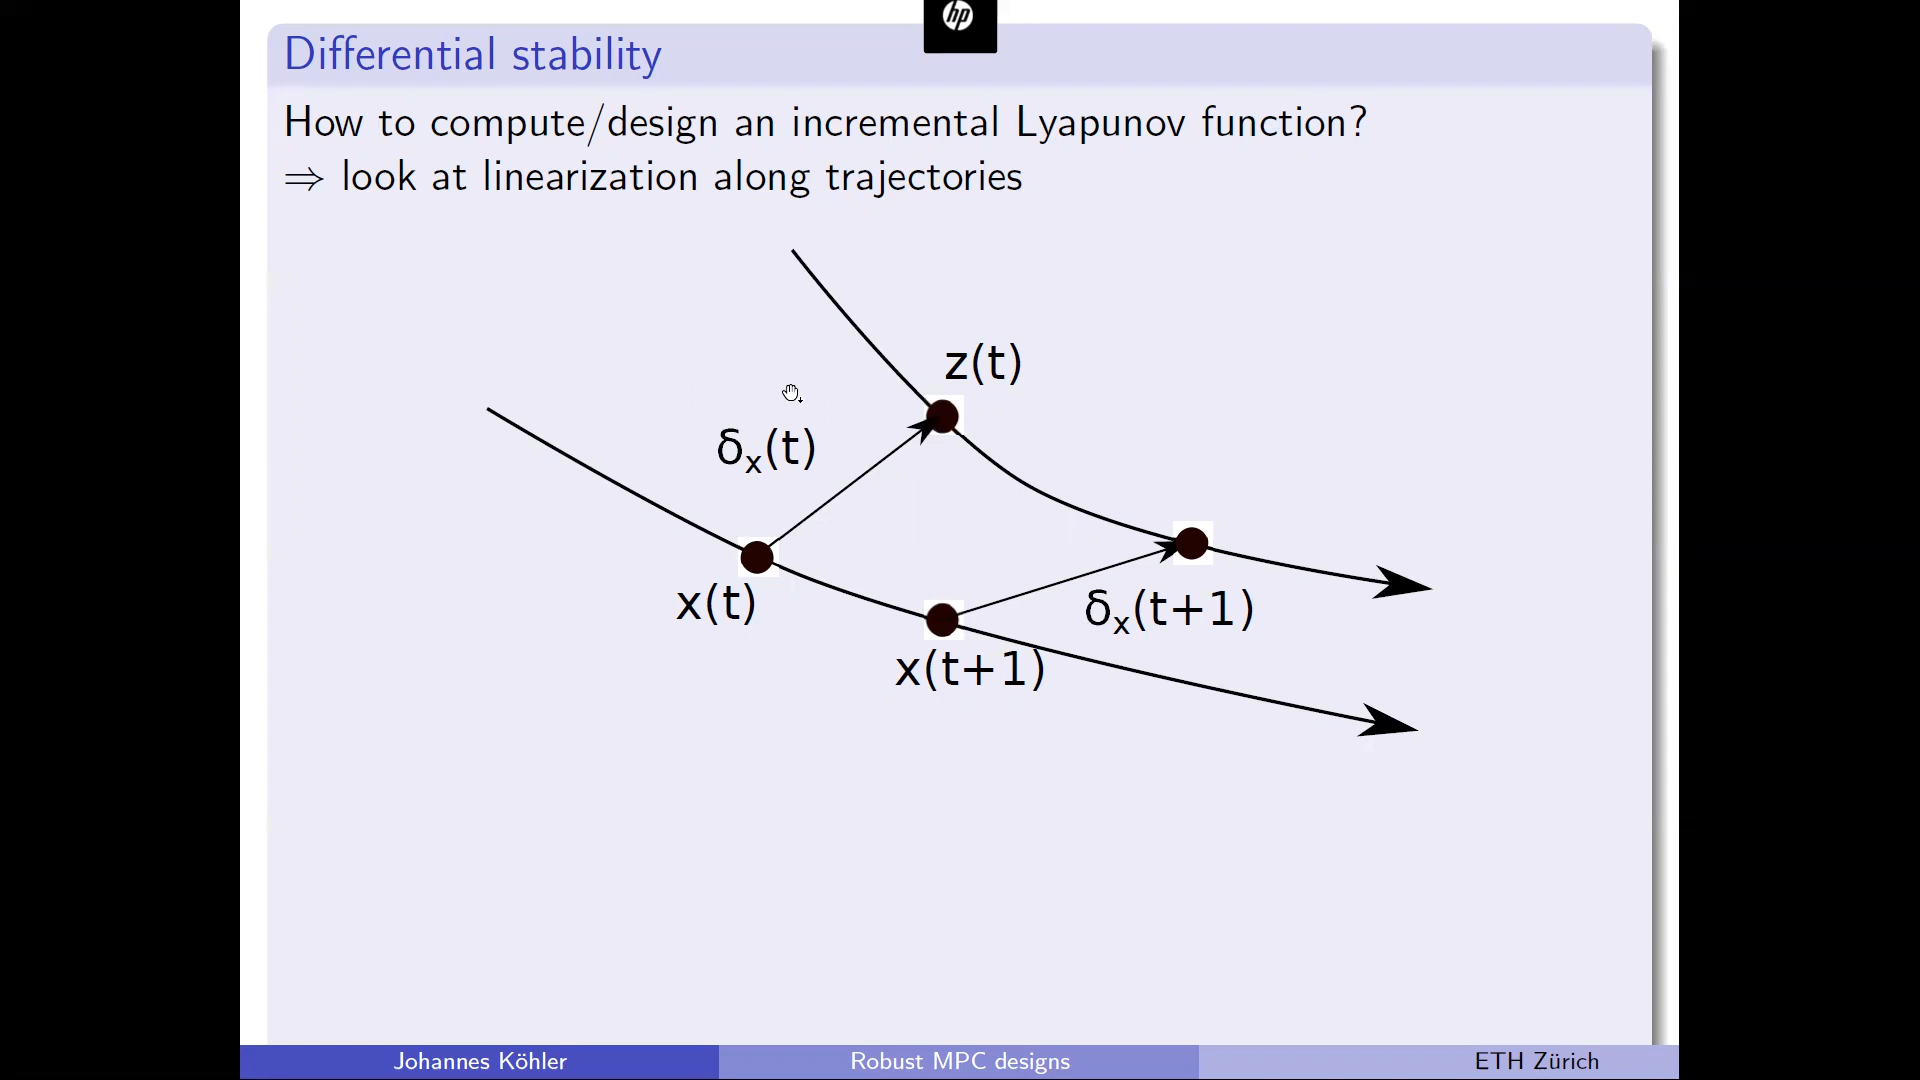 hp
Differential stability
How to compute/design an incremental Lyapunov function?
⇒ look at linearization along trajectories
z(t)
δₓ(t)
x(t)
δₓ(t+1)
x(t+1)
Johannes Köhler
Robust MPC designs
ETH Zürich